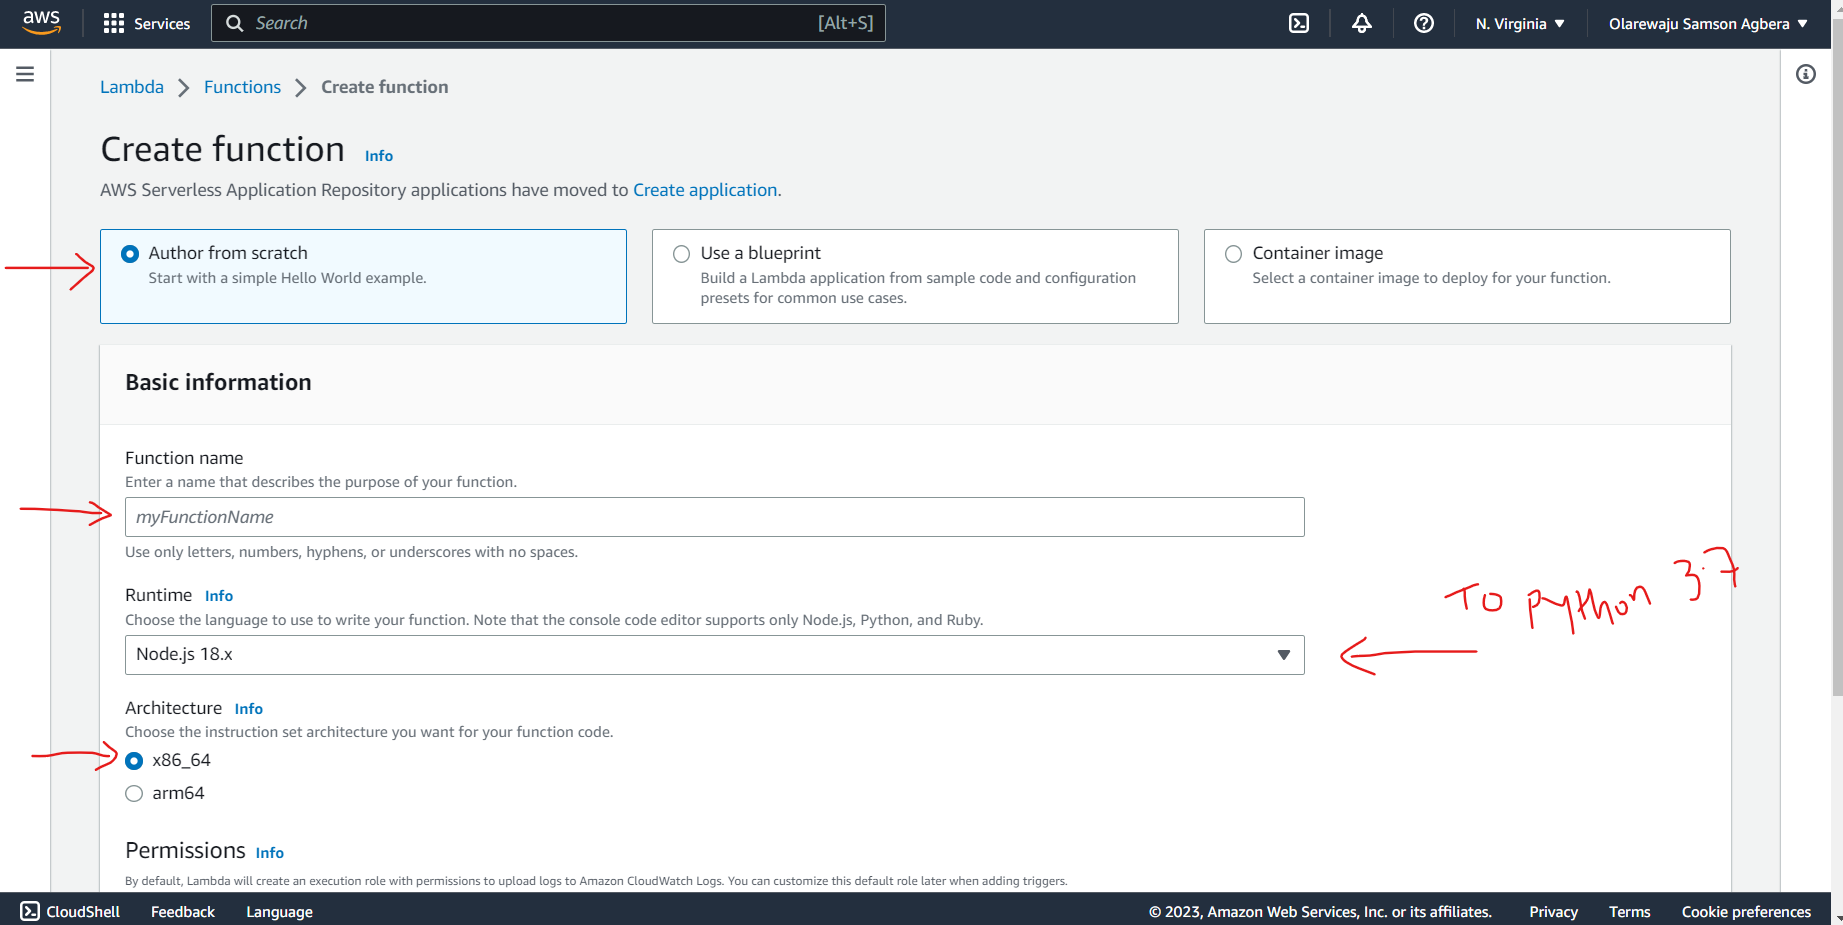 aws Services Search [Alt+S] N. Virginia Olarewaju Samson Agbera
Lambda Functions Create function
Create function Info
AWS Serverless Application Repository applications have moved to Create application.
Author from scratch
Start with a simple Hello World example.
Use a blueprint
Build a Lambda application from sample code and configuration
presets for common use cases.
Container image
Select a container image to deploy for your function.
Basic information
Function name
Enter a name that describes the purpose of your function.
myFunctionName
Use only letters, numbers, hyphens, or underscores with no spaces.
Runtime Info
Choose the language to use to write your function. Note that the console code editor supports only Node.js, Python, and Ruby.
Node.js 18.x
To python 3.7
Architecture Info
Choose the instruction set architecture you want for your function code.
x86_64
arm64
Permissions Info
By default, Lambda will create an execution role with permissions to upload logs to Amazon CloudWatch Logs. You can customize this default role later when adding triggers.
CloudShell Feedback Language © 2023, Amazon Web Services, Inc. or its affiliates. Privacy Terms Cookie preferences